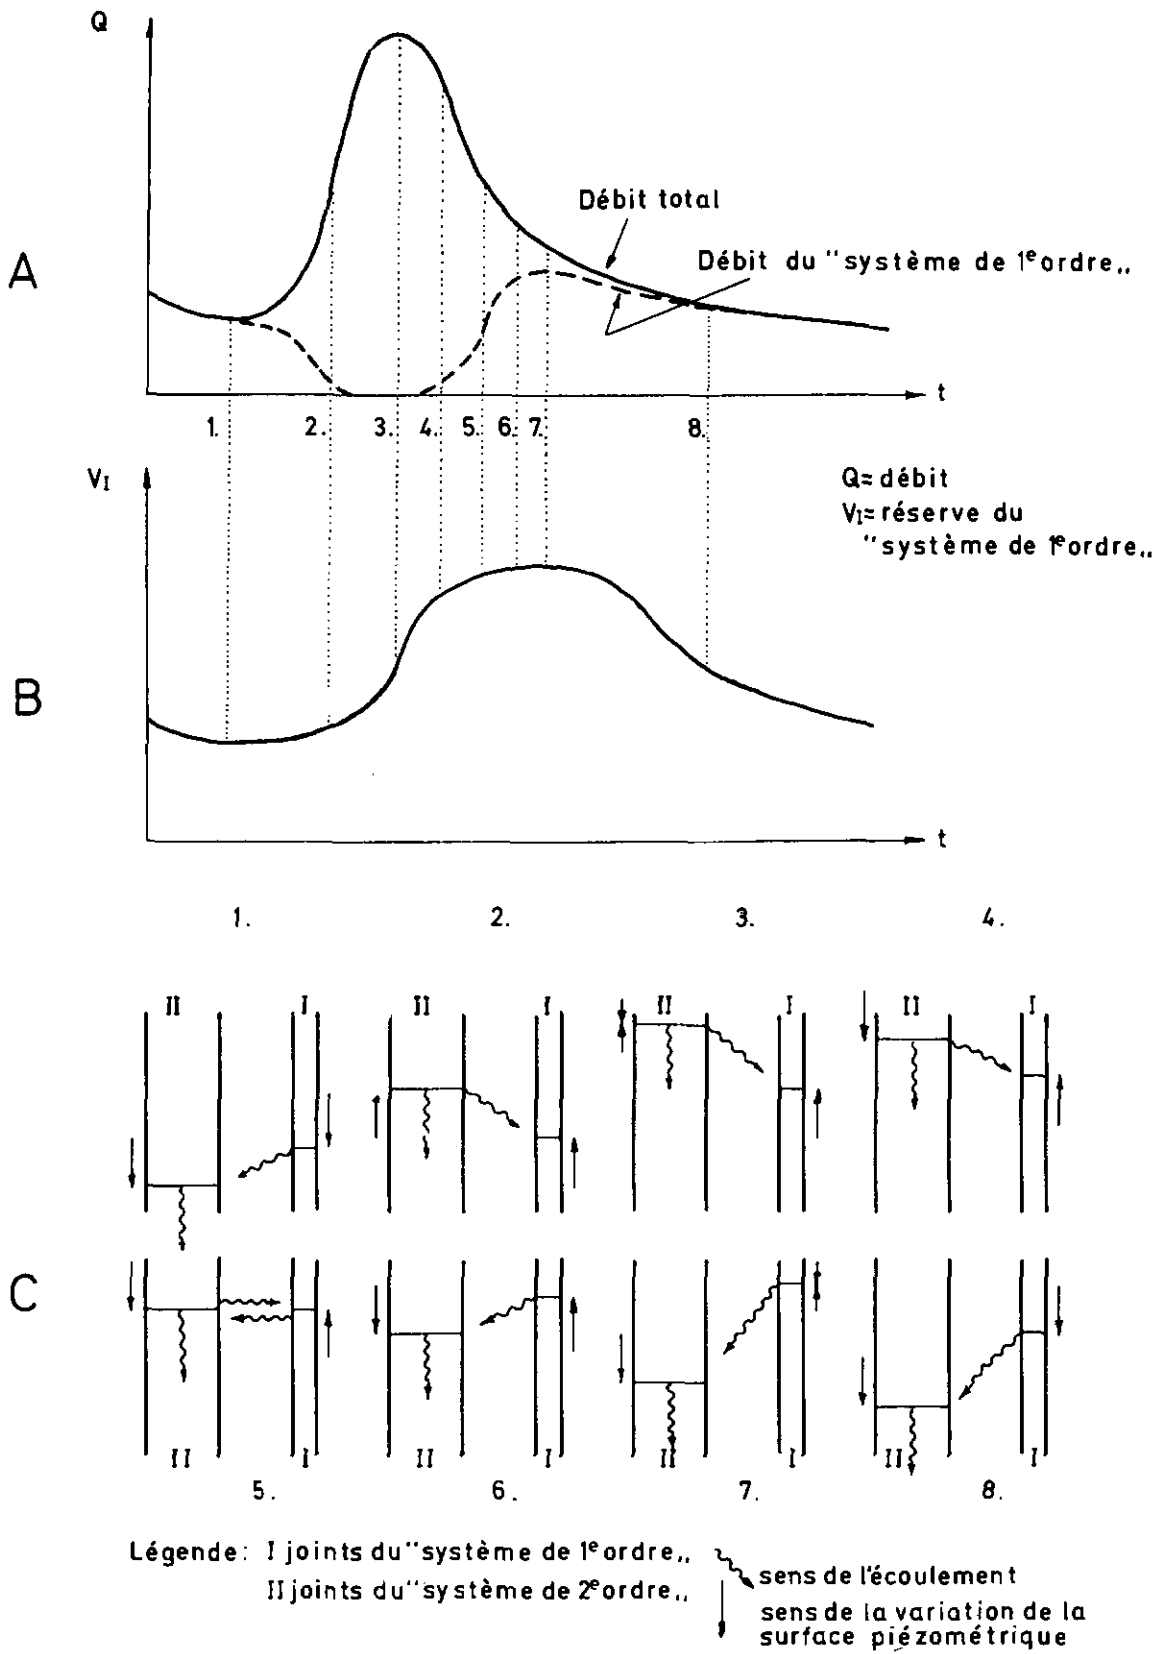 Q
Débit total
Débit du "système de 1e ordre„
A
t
1. 2. 3. 4. 5. 6. 7. 8.
VI
Q= débit
VI= réserve du
"système de 1e ordre„
B
t
1. 2. 3. 4.
II I II I II I II I
C
II I II I II I II I
5. 6. 7. 8.
Légende: I joints du "système de 1e ordre„
II joints du "système de 2e ordre„
sens de l'écoulement
sens de la variation de la
surface piézométrique